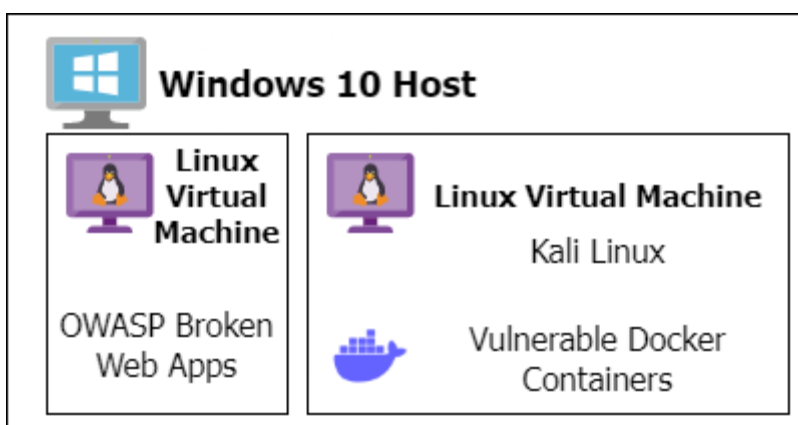 Windows 10 Host
Linux
Virtual
Machine
OWASP Broken
Web Apps
Linux Virtual Machine
Kali Linux
Vulnerable Docker
Containers